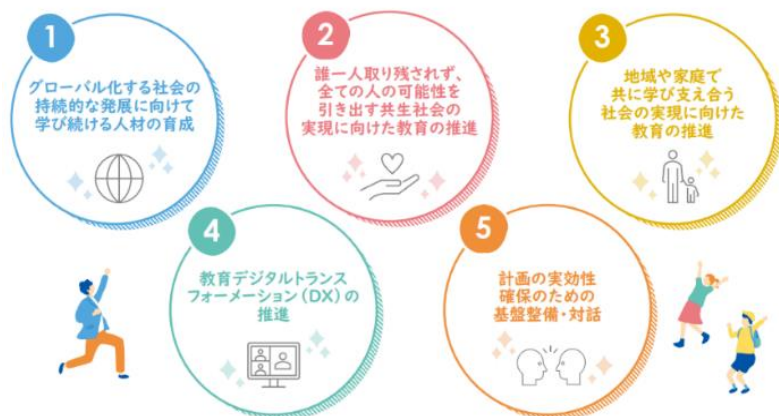 1
グローバル化する社会の
持続的な発展に向けて
学び続ける人材の育成
2
誰一人取り残されず、
全ての人の可能性を
引き出す共生社会の
実現に向けた教育の推進
3
地域や家庭で
共に学び支え合う
社会の実現に向けた
教育の推進
4
教育デジタルトランス
フォーメーション（DX）の
推進
5
計画の実効性
確保のための
基盤整備・対話